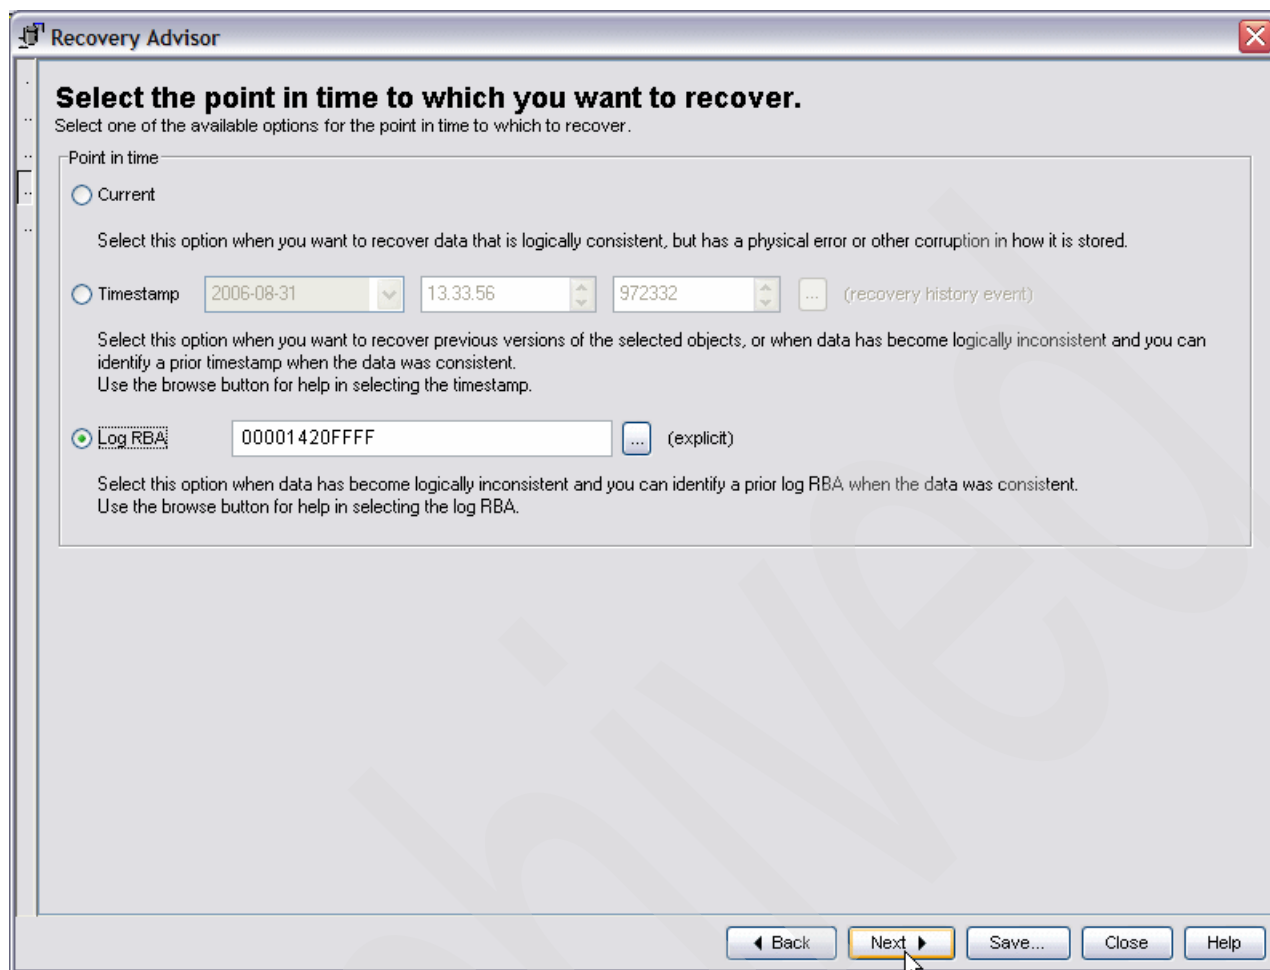 Recovery Advisor
Select the point in time to which you want to recover.
Select one of the available options for the point in time to which to recover.
Point in time
Current
Select this option when you want to recover data that is logically consistent, but has a physical error or other corruption in how it is stored.
Timestamp 2006-08-31 13.33.56 972332 ... (recovery history event)
Select this option when you want to recover previous versions of the selected objects, or when data has become logically inconsistent and you can
identify a prior timestamp when the data was consistent.
Use the browse button for help in selecting the timestamp.
Log RBA 00001420FFFF ... (explicit)
Select this option when data has become logically inconsistent and you can identify a prior log RBA when the data was consistent.
Use the browse button for help in selecting the log RBA.
Back Next Save... Close Help